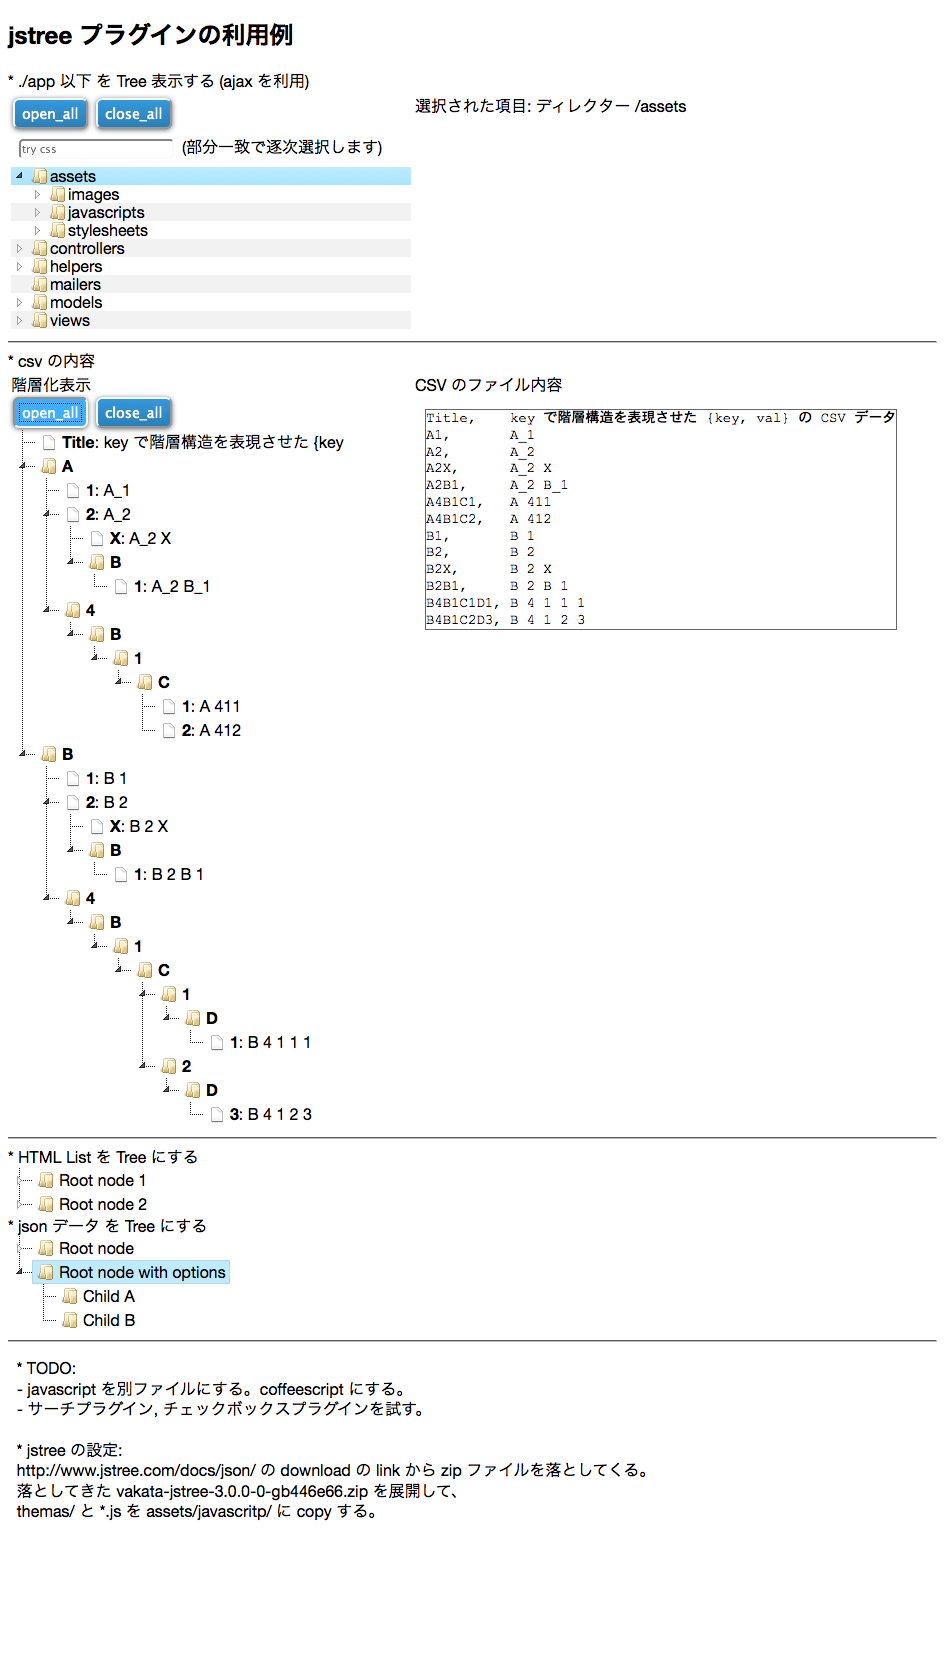 jstree プラグインの利用例
* ./app 以下 を Tree 表示する (ajax を利用)
open_all close_all
選択された項目: ディレクター /assets
try css (部分一致で逐次選択します)
assets
images
javascripts
stylesheets
controllers
helpers
mailers
models
views
* csv の内容
階層化表示
open_all close_all
Title: key で階層構造を表現させた {key
A
1: A_1
2: A_2
X: A_2 X
B
1: A_2 B_1
4
B
1
C
1: A 411
2: A 412
B
1: B 1
2: B 2
X: B 2 X
B
1: B 2 B 1
4
B
1
C
1
D
1: B 4 1 1 1
2
D
3: B 4 1 2 3
CSV のファイル内容
Title, key で階層構造を表現させた {key, val} の CSV データ
A1, A_1
A2, A_2
A2X, A_2 X
A2B1, A_2 B_1
A4B1C1, A 411
A4B1C2, A 412
B1, B 1
B2, B 2
B2X, B 2 X
B2B1, B 2 B 1
B4B1C1D1, B 4 1 1 1
B4B1C2D3, B 4 1 2 3
* HTML List を Tree にする
Root node 1
Root node 2
* json データ を Tree にする
Root node
Root node with options
Child A
Child B
* TODO:
- javascript を別ファイルにする。coffeescript にする。
- サーチプラグイン, チェックボックスプラグインを試す。
* jstree の設定:
http://www.jstree.com/docs/json/ の download の link から zip ファイルを落としてくる。
落としてきた vakata-jstree-3.0.0-0-gb446e66.zip を展開して、
themas/ と *.js を assets/javascritp/ に copy する。